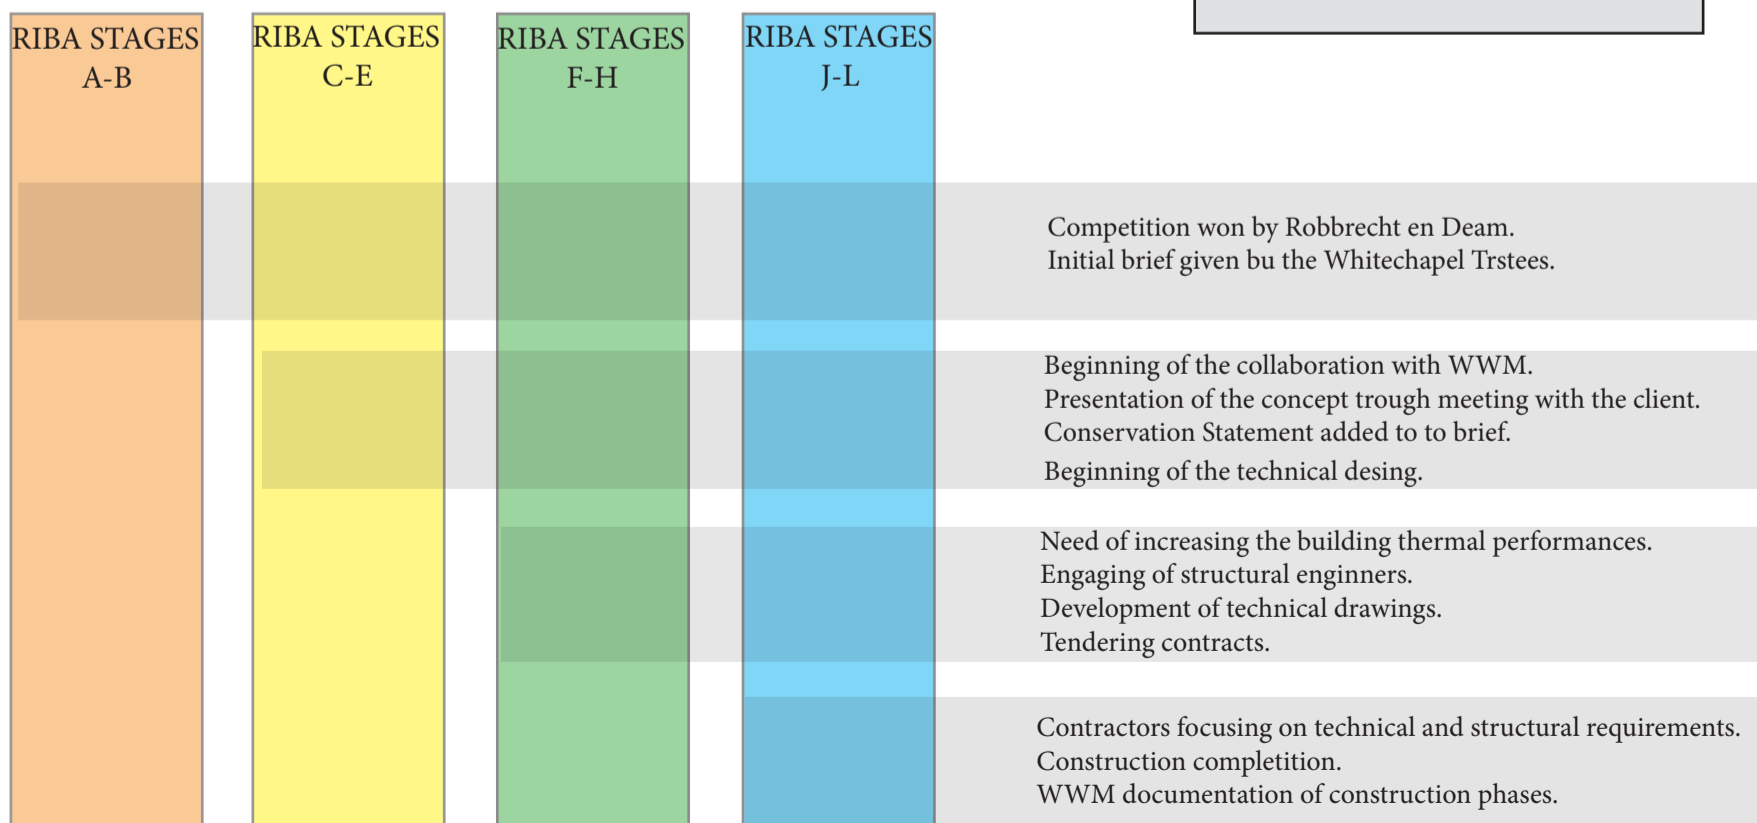 RIBA STAGES
A-B
RIBA STAGES
C-E
RIBA STAGES
F-H
RIBA STAGES
J-L
Competition won by Robbrecht en Deam.
Initial brief given bu the Whitechapel Trstees.
Beginning of the collaboration with WWM.
Presentation of the concept trough meeting with the client.
Conservation Statement added to to brief.
Beginning of the technical desing.
Need of increasing the building thermal performances.
Engaging of structural enginners.
Development of technical drawings.
Tendering contracts.
Contractors focusing on technical and structural requirements.
Construction completition.
WWM documentation of construction phases.